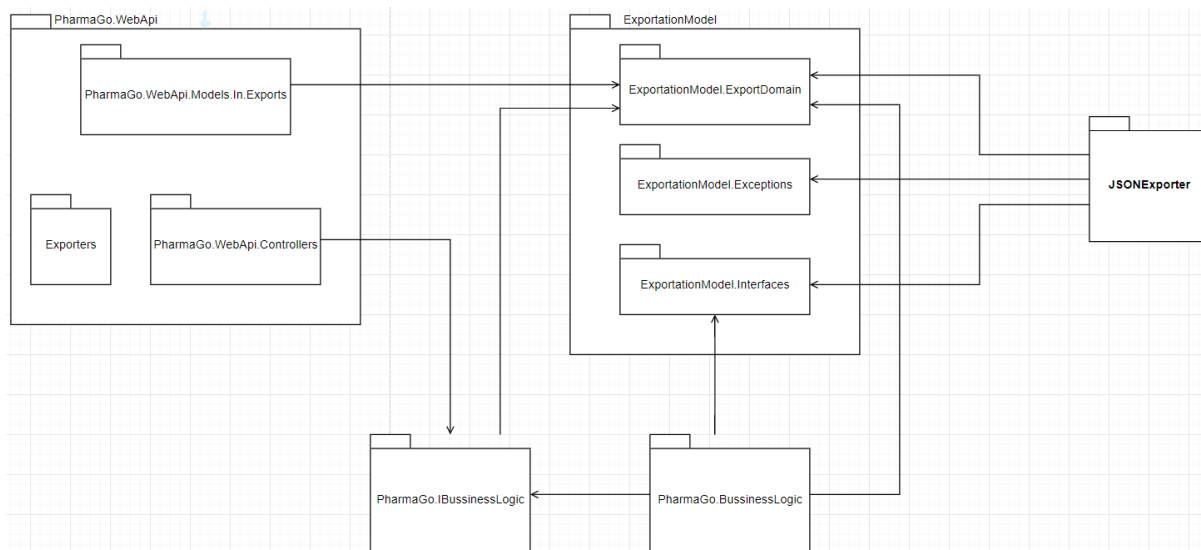 PharmaGo.WebApi
ExportationModel
PharmaGo.WebApi.Models.In.Exports
ExportationModel.ExportDomain
ExportationModel.Exceptions
JSONExporter
Exporters
PharmaGo.WebApi.Controllers
ExportationModel.Interfaces
PharmaGo.IBussinessLogic
PharmaGo.BussinessLogic